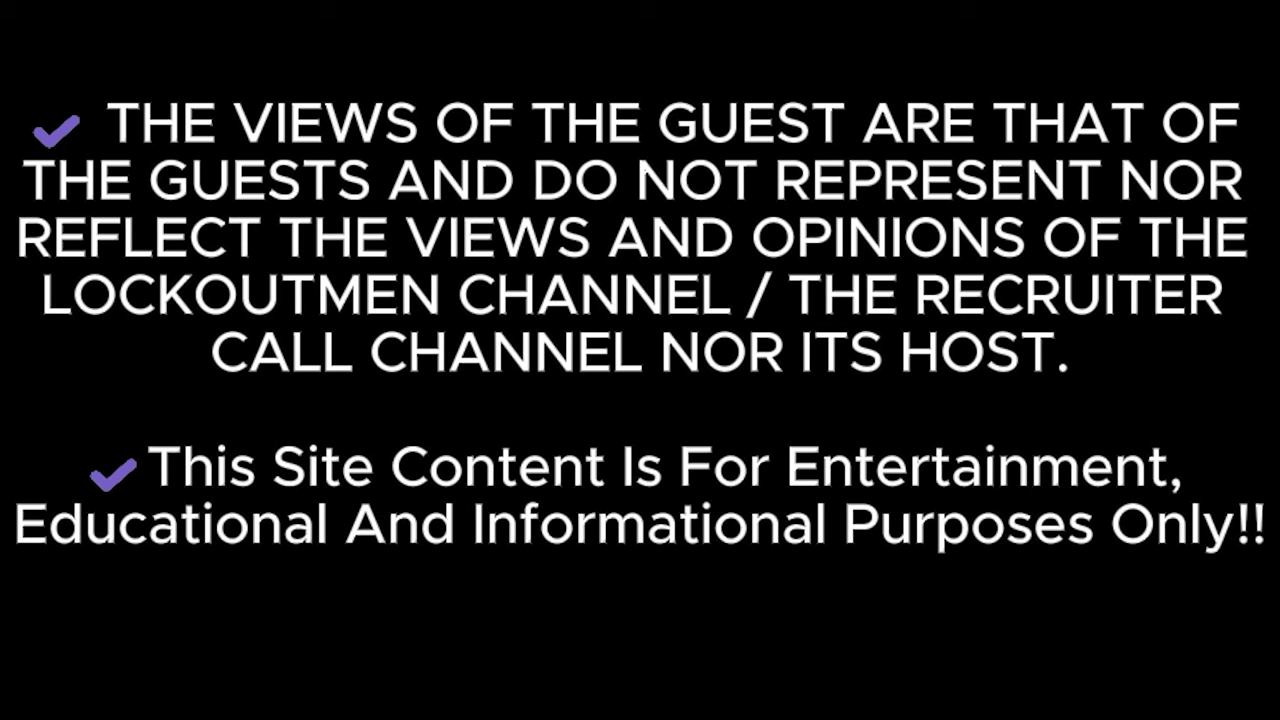 THE VIEWS OF THE GUEST ARE THAT OF
THE GUESTS AND DO NOT REPRESENT NOR
REFLECT THE VIEWS AND OPINIONS OF THE
LOCKOUTMEN CHANNEL / THE RECRUITER
CALL CHANNEL NOR ITS HOST.
This Site Content Is For Entertainment,
Educational And Informational Purposes Only!!